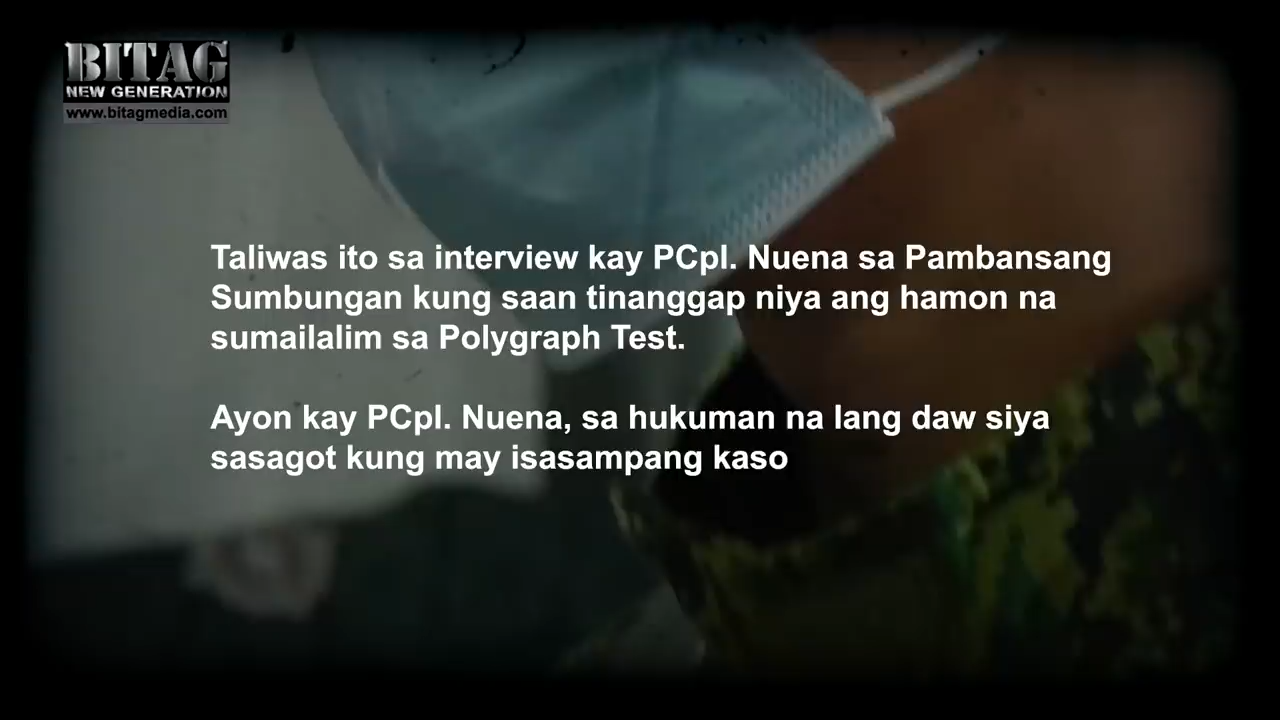 BITAG
NEW GENERATION
www.bitagmedia.com
Taliwas ito sa interview kay PCpl. Nuena sa Pambansang
Sumbungan kung saan tinanggap niya ang hamon na
sumailalim sa Polygraph Test.
Ayon kay PCpl. Nuena, sa hukuman na lang daw siya
sasagot kung may isasampang kaso